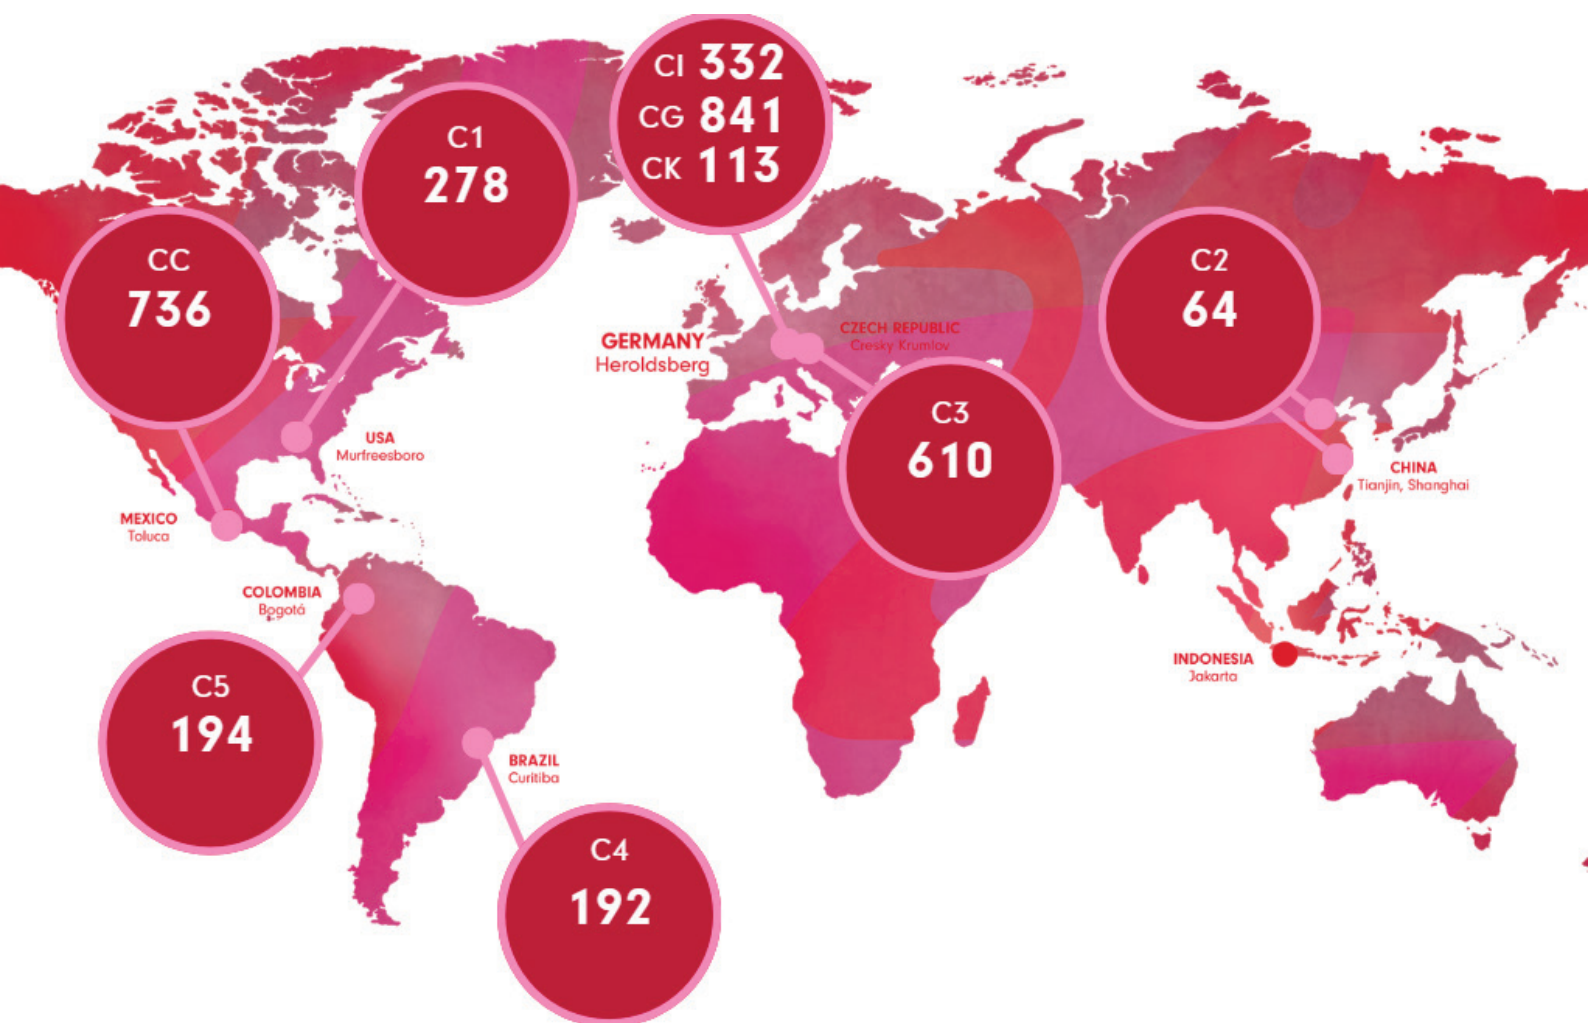 CI 332
CG 841
CK 113
C1
278
CC
736
C2
64
GERMANY
Heroldsberg
CZECH REPUBLIC
Cresky Krumlov
C3
610
USA
Murfreesboro
CHINA
Tianjin, Shanghai
MEXICO
Toluca
COLOMBIA
Bogotá
INDONESIA
Jakarta
C5
194
BRAZIL
Curitiba
C4
192